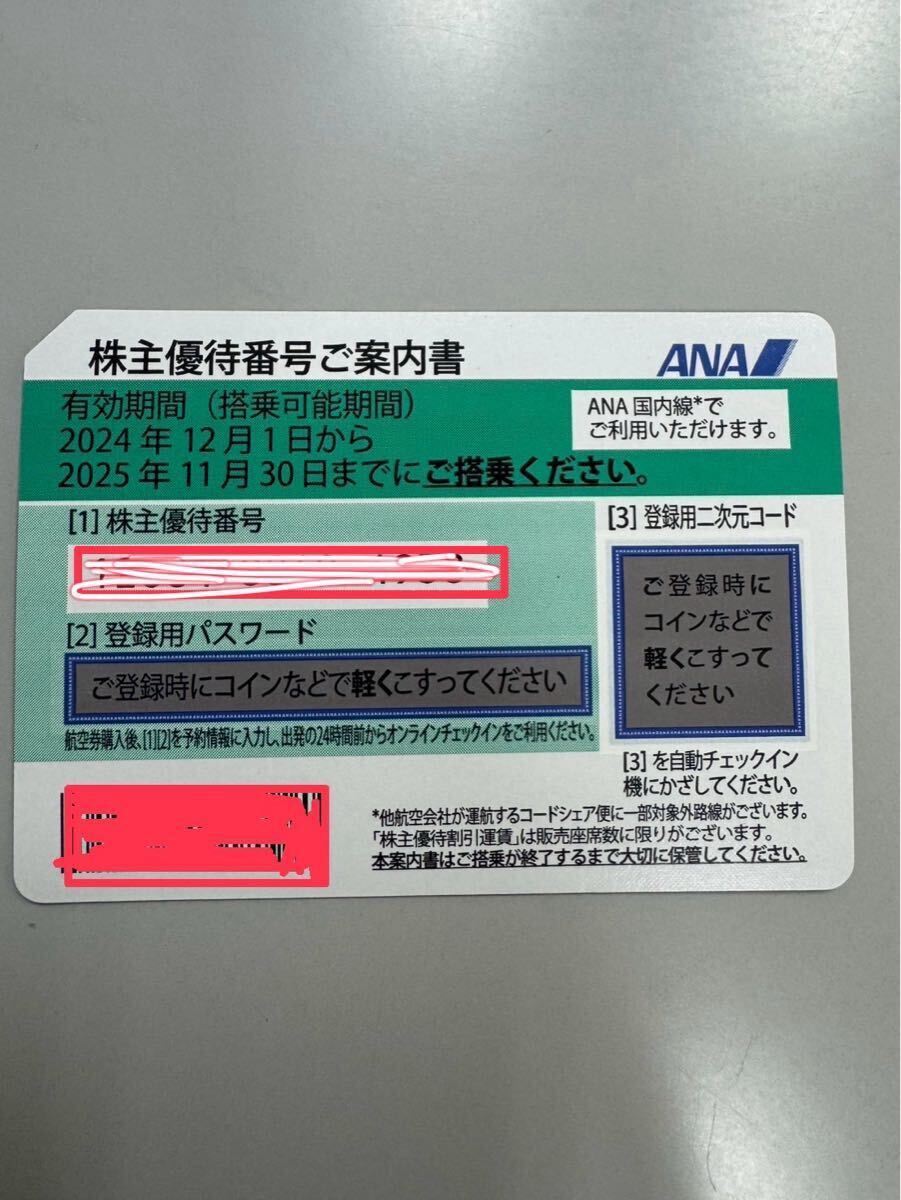 株主優待番号ご案内書
ANA
有効期間（搭乗可能期間）
2024年12月1日から
2025年11月30日までにご搭乗ください。
ANA国内線*で
ご利用いただけます。
[1] 株主優待番号
[2] 登録用パスワード
ご登録時にコインなどで軽くこすってください
航空券購入後、[1][2]を予約情報に入力し、出発の24時間前からオンラインチェックインをご利用ください。
[3] 登録用二次元コード
ご登録時に
コインなどで
軽くこすって
ください
[3] を自動チェックイン
機にかざしてください。
*他航空会社が運航するコードシェア便に一部対象外路線がございます。
「株主優待割引運賃」は販売座席数に限りがございます。
本案内書はご搭乗が終了するまで大切に保管してください。